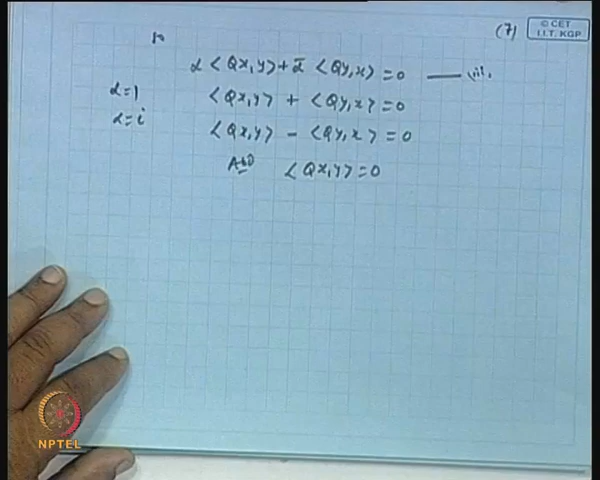 (7)
© CET
I.I.T. KGP
α <Qx,y> + ᾱ <Qy,x> = 0 —— (iii)
α=1 <Qx,y> + <Qy,x> = 0
α=i <Qx,y> − <Qy,x> = 0
Add <Qx,y> = 0
NPTEL